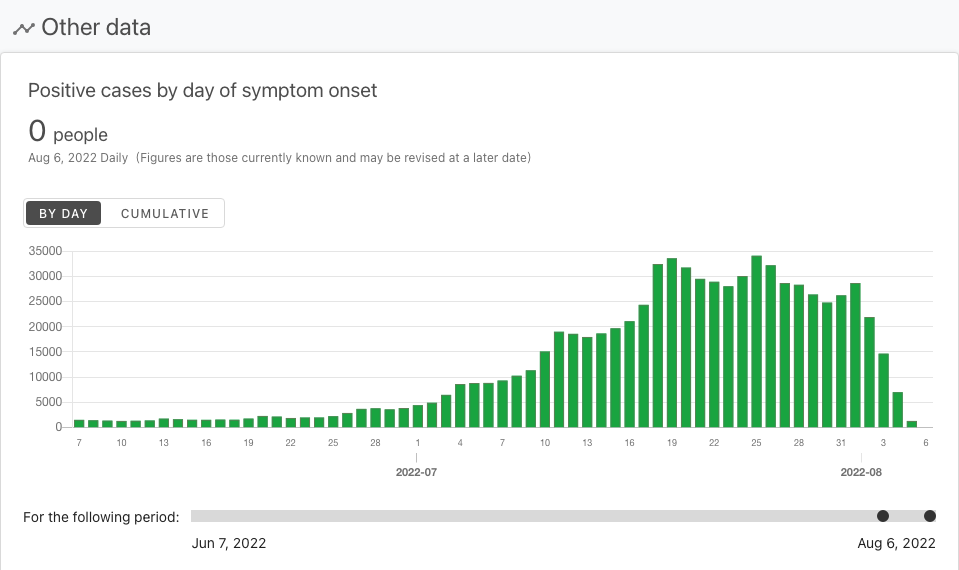 Other data
Positive cases by day of symptom onset
0 people
Aug 6, 2022 Daily (Figures are those currently known and may be revised at a later date)
BY DAY CUMULATIVE
35000
30000
25000
20000
15000
10000
5000
0
7 10 13 16 19 22 25 28 1 4 7 10 13 16 19 22 25 28 31 3 6
2022-07 2022-08
For the following period:
Jun 7, 2022 Aug 6, 2022